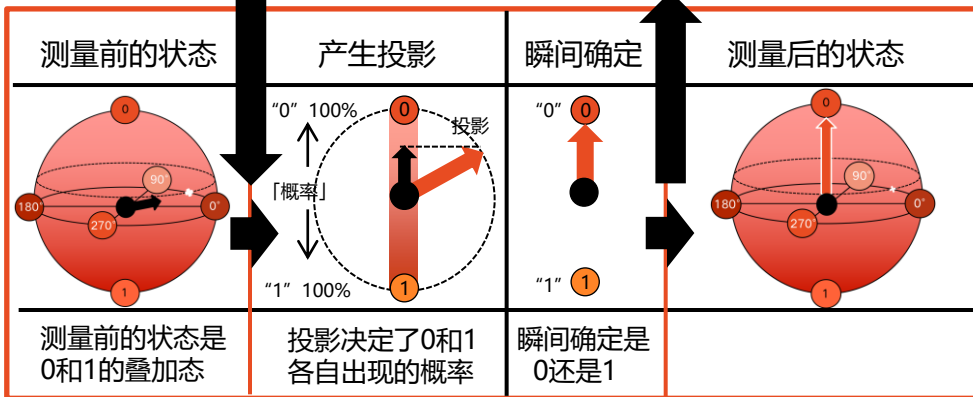 测量前的状态
产生投影
瞬间确定
测量后的状态
0
90°
180°
0°
270°
1
“0” 100%
0
投影
「概率」
“1” 100%
1
“0”
0
“1”
1
0
90°
180°
0°
270°
1
测量前的状态是
0和1的叠加态
投影决定了0和1
各自出现的概率
瞬间确定是
0还是1